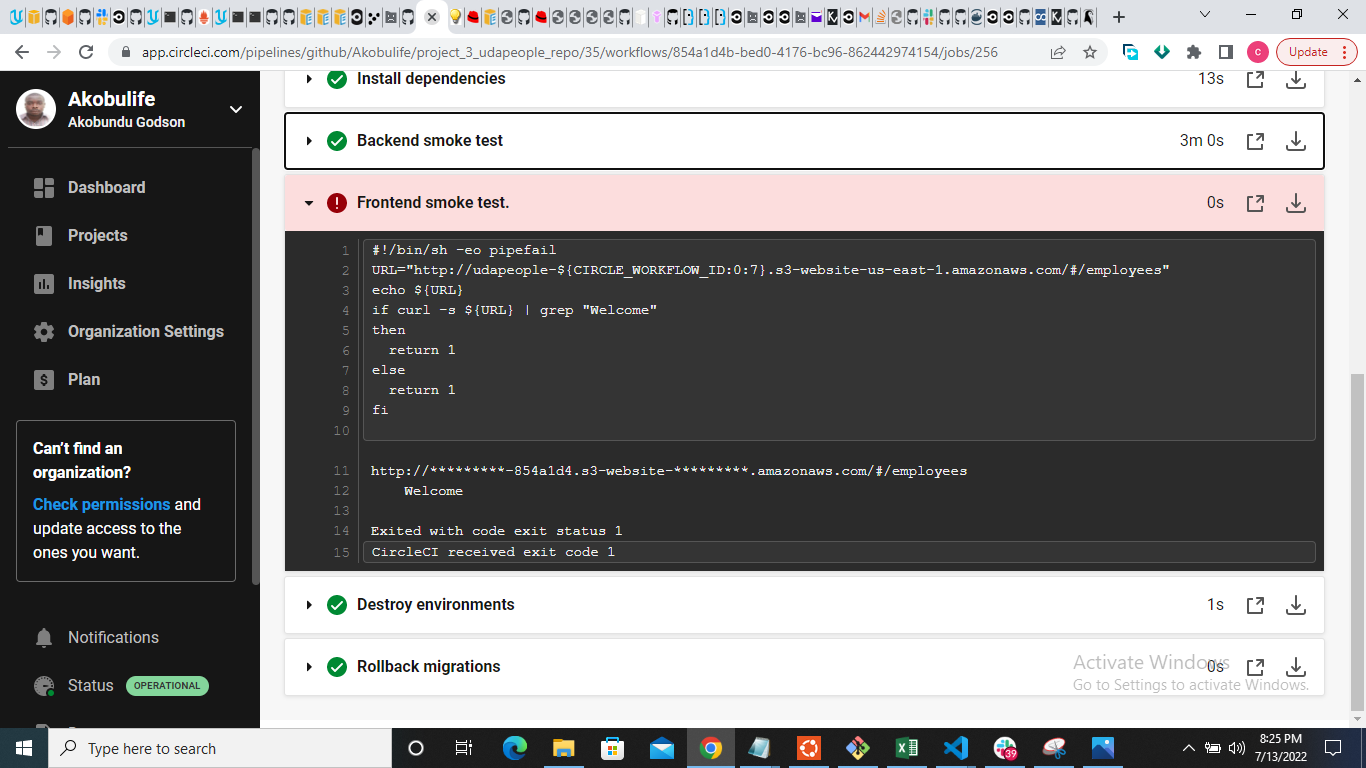 app.circleci.com/pipelines/github/Akobulife/project_3_udapeople_repo/35/workflows/854a1d4b-bed0-4176-bc96-862442974154/jobs/256
c
Update
Akobulife
Akobundu Godson
Dashboard
Projects
Insights
Organization Settings
Plan
Can't find an
organization?
Check permissions and
update access to the
ones you want.
Notifications
Status OPERATIONAL
Install dependencies 13s
Backend smoke test 3m 0s
Frontend smoke test. 0s
1 #!/bin/sh -eo pipefail
2 URL="http://udapeople-${CIRCLE_WORKFLOW_ID:0:7}.s3-website-us-east-1.amazonaws.com/#/employees"
3 echo ${URL}
4 if curl -s ${URL} | grep "Welcome"
5 then
6 return 1
7 else
8 return 1
9 fi
10
11 http://*********-854a1d4.s3-website-*********.amazonaws.com/#/employees
12 Welcome
13
14 Exited with code exit status 1
15 CircleCI received exit code 1
Destroy environments 1s
Rollback migrations 0s
Activate Windows
Go to Settings to activate Windows.
Type here to search
39
8:25 PM
7/13/2022